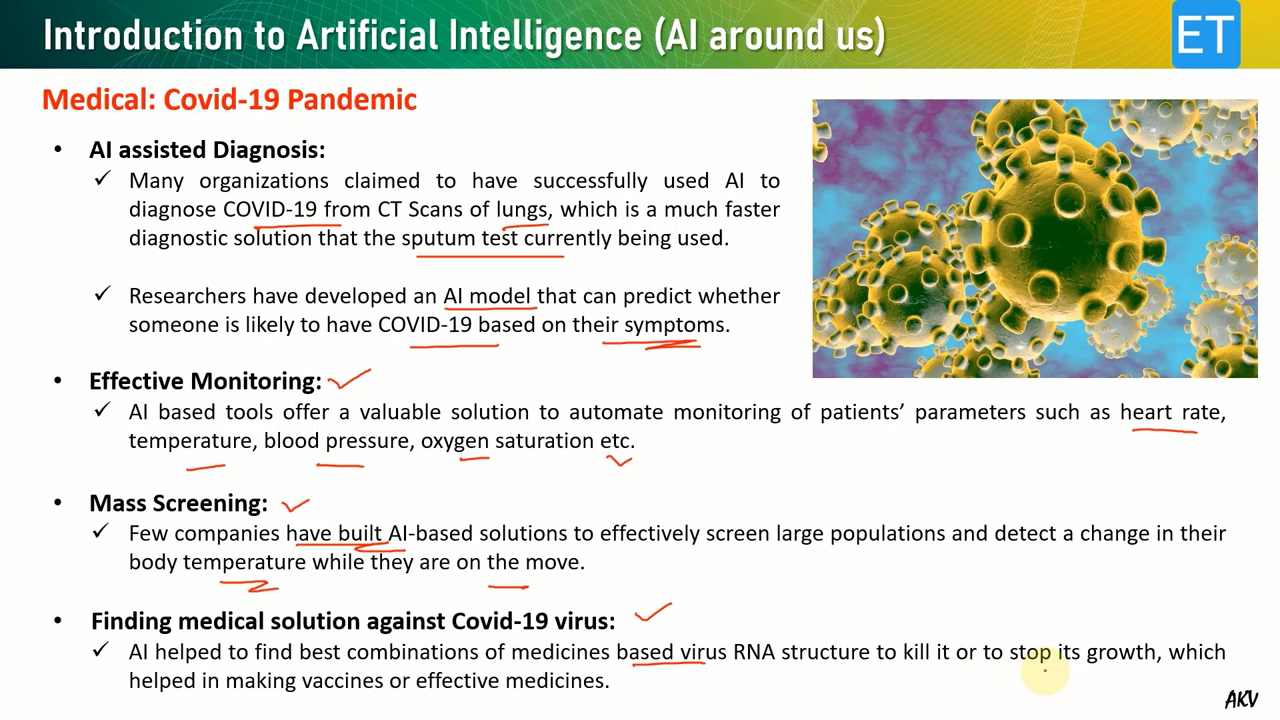 Introduction to Artificial Intelligence (AI around us)
ET
Medical: Covid-19 Pandemic
• AI assisted Diagnosis:
✓ Many organizations claimed to have successfully used AI to
diagnose COVID-19 from CT Scans of lungs, which is a much faster
diagnostic solution that the sputum test currently being used.
✓ Researchers have developed an AI model that can predict whether
someone is likely to have COVID-19 based on their symptoms.
• Effective Monitoring:
✓ AI based tools offer a valuable solution to automate monitoring of patients’ parameters such as heart rate,
temperature, blood pressure, oxygen saturation etc.
• Mass Screening:
✓ Few companies have built AI-based solutions to effectively screen large populations and detect a change in their
body temperature while they are on the move.
• Finding medical solution against Covid-19 virus:
✓ AI helped to find best combinations of medicines based virus RNA structure to kill it or to stop its growth, which
helped in making vaccines or effective medicines.
AKV